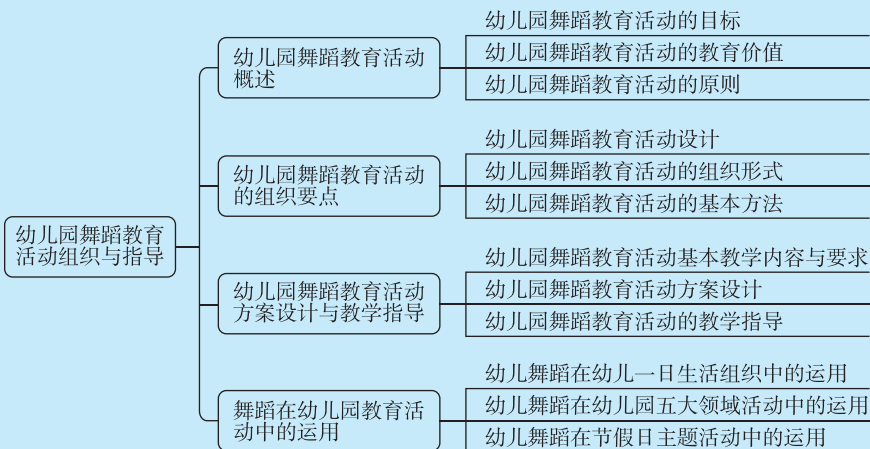 幼儿园舞蹈教育
活动组织与指导
幼儿园舞蹈教育活动
概述
幼儿园舞蹈教育活动的目标
幼儿园舞蹈教育活动的教育价值
幼儿园舞蹈教育活动的原则
幼儿园舞蹈教育活动
的组织要点
幼儿园舞蹈教育活动设计
幼儿园舞蹈教育活动的组织形式
幼儿园舞蹈教育活动的基本方法
幼儿园舞蹈教育活动
方案设计与教学指导
幼儿园舞蹈教育活动基本教学内容与要求
幼儿园舞蹈教育活动方案设计
幼儿园舞蹈教育活动的教学指导
舞蹈在幼儿园教育活
动中的运用
幼儿舞蹈在幼儿一日生活组织中的运用
幼儿舞蹈在幼儿园五大领域活动中的运用
幼儿舞蹈在节假日主题活动中的运用